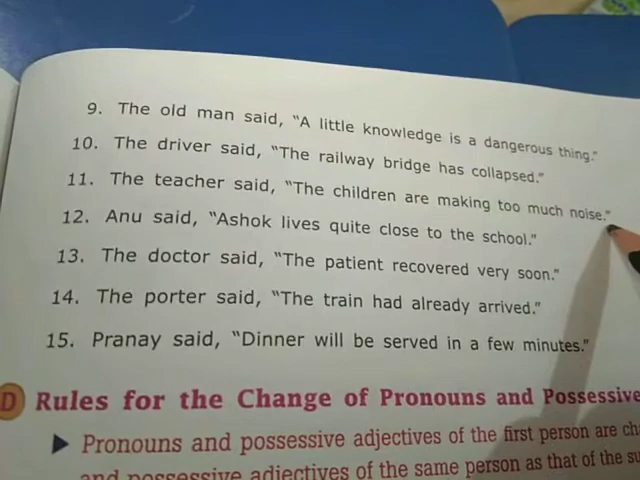 9. The old man said, "A little knowledge is a dangerous thing."
10. The driver said, "The railway bridge has collapsed."
11. The teacher said, "The children are making too much noise."
12. Anu said, "Ashok lives quite close to the school."
13. The doctor said, "The patient recovered very soon."
14. The porter said, "The train had already arrived."
15. Pranay said, "Dinner will be served in a few minutes."
D Rules for the Change of Pronouns and Possessive
▶ Pronouns and possessive adjectives of the first person are
and possessive adjectives of the same person as that of the